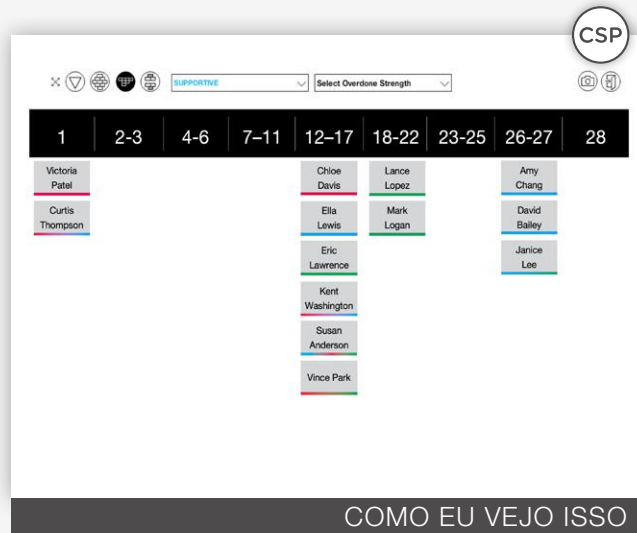 CSP
SUPPORTIVE
Select Overdone Strength
1 2-3 4-6 7–11 12–17 18-22 23-25 26-27 28
Victoria Patel
Curtis Thompson
Chloe Davis
Ella Lewis
Eric Lawrence
Kent Washington
Susan Anderson
Vince Park
Lance Lopez
Mark Logan
Amy Chang
David Bailey
Janice Lee
COMO EU VEJO ISSO